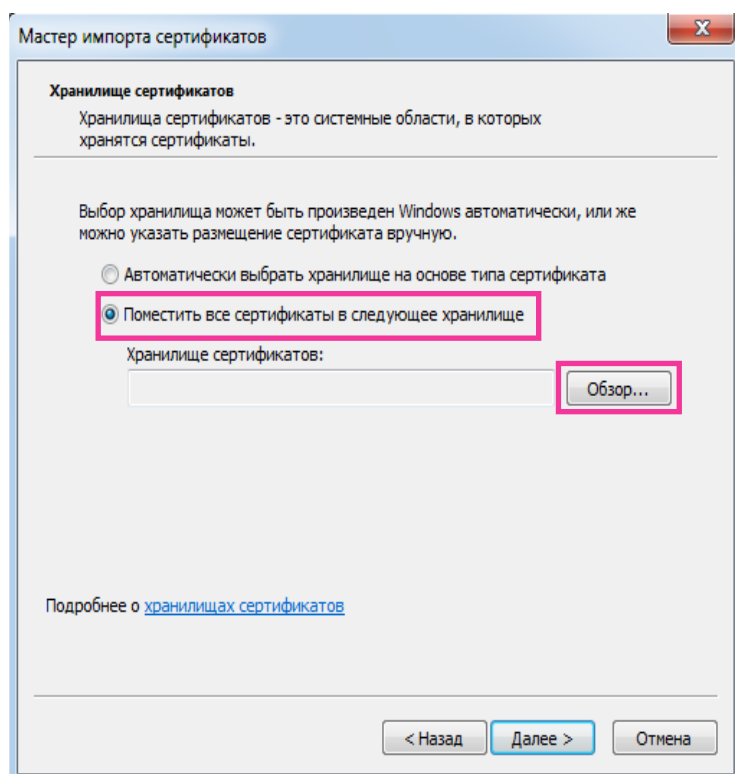 Мастер импорта сертификатов
X
Хранилище сертификатов
Хранилища сертификатов - это системные области, в которых
хранятся сертификаты.
Выбор хранилища может быть произведен Windows автоматически, или же
можно указать размещение сертификата вручную.
Автоматически выбрать хранилище на основе типа сертификата
Поместить все сертификаты в следующее хранилище
Хранилище сертификатов:
Обзор...
Подробнее о хранилищах сертификатов
< Назад Далее > Отмена